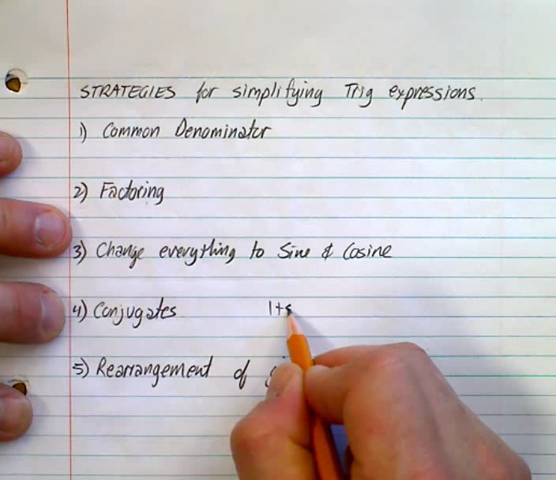 STRATEGIES for simplifying Trig expressions.
1) Common Denominator
2) Factoring
3) Change everything to Sine & Cosine
4) Conjugates 1+s
5) Rearrangement of